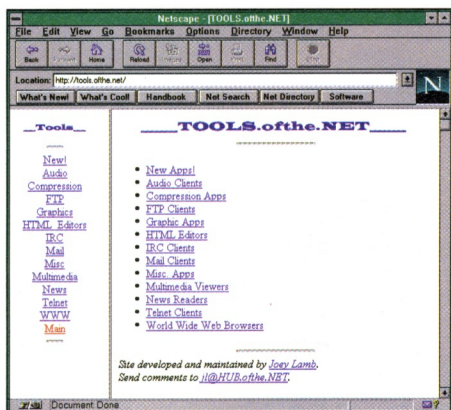 Netscape - [TOOLS.ofthe.NET]
File Edit View Go Bookmarks Options Directory Window Help
Back Forward Home Reload Images Open Print Find Stop
Location: http://tools.ofthe.net/
What's New! What's Cool! Handbook Net Search Net Directory Software
N
__Tools__
New!
Audio
Compression
FTP
Graphics
HTML Editors
IRC
Mail
Misc
Multimedia
News
Telnet
WWW
Main
____TOOLS.ofthe.NET____
New Apps!
Audio Clients
Compression Apps
FTP Clients
Graphic Apps
HTML Editors
IRC Clients
Mail Clients
Misc. Apps
Multimedia Viewers
News Readers
Telnet Clients
World Wide Web Browsers
Site developed and maintained by Joey Lamb.
Send comments to jl@HUB.ofthe.NET.
Document Done